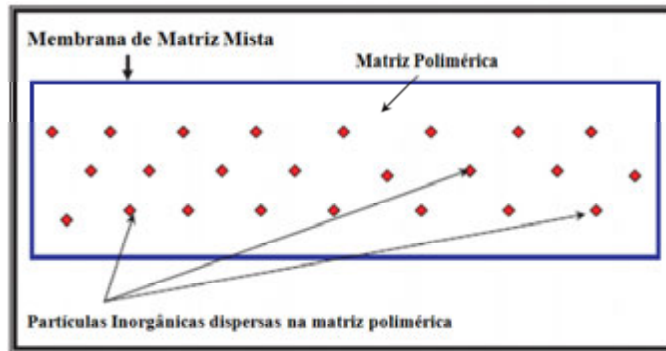 Membrana de Matriz Mista
Matriz Polimérica
Partículas Inorgânicas dispersas na matriz polimérica